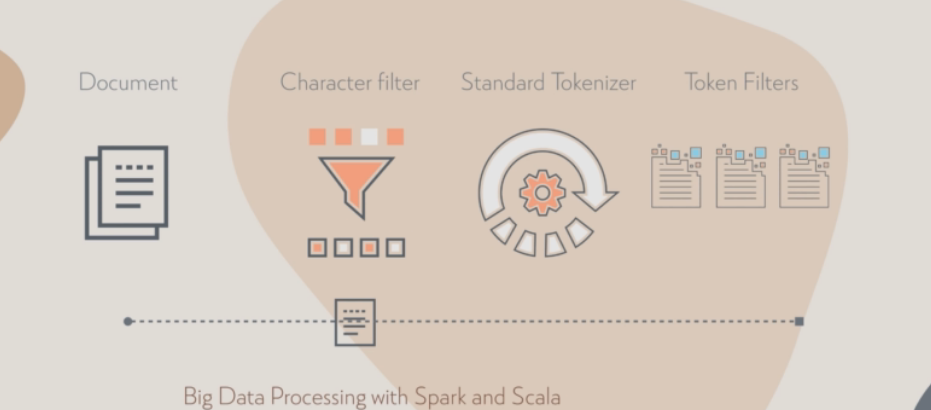 Document
Character filter
Standard Tokenizer
Token Filters
Big Data Processing with Spark and Scala